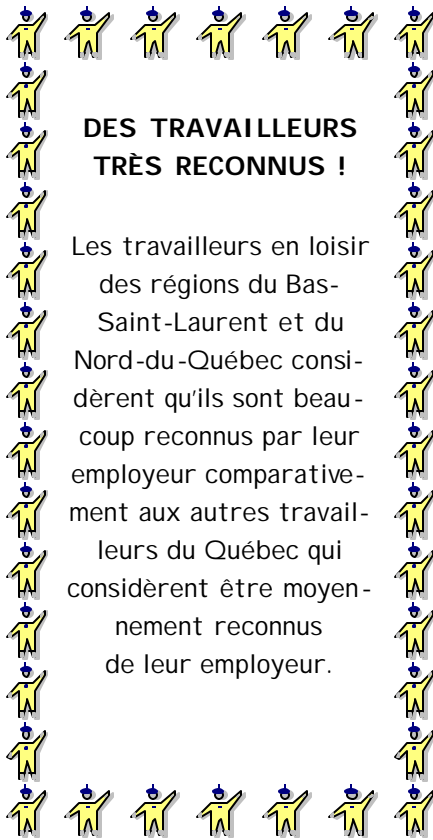 DES TRAVAILLEURS
TRÈS RECONNUS !
Les travailleurs en loisir
des régions du Bas-
Saint-Laurent et du
Nord-du-Québec consi-
dèrent qu'ils sont beau-
coup reconnus par leur
employeur comparative-
ment aux autres travail-
leurs du Québec qui
considèrent être moyen-
nement reconnus
de leur employeur.